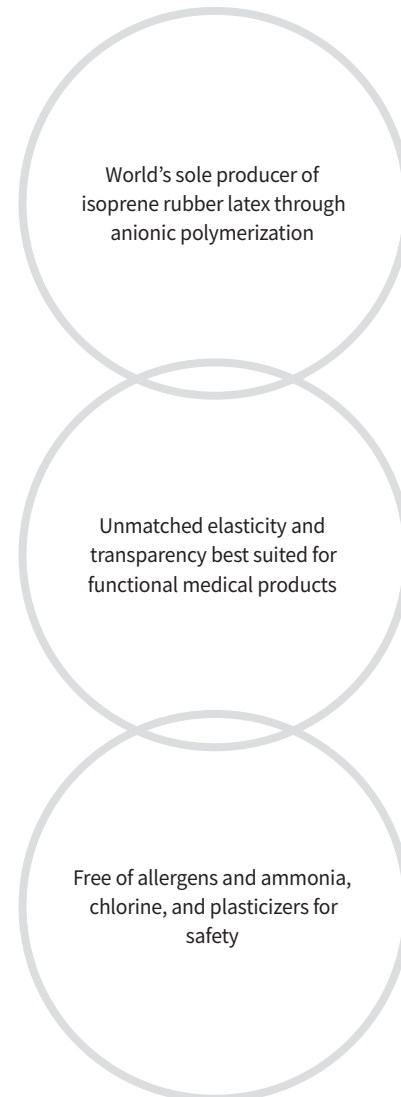 World’s sole producer of
isoprene rubber latex through
anionic polymerization
Unmatched elasticity and
transparency best suited for
functional medical products
Free of allergens and ammonia,
chlorine, and plasticizers for
safety